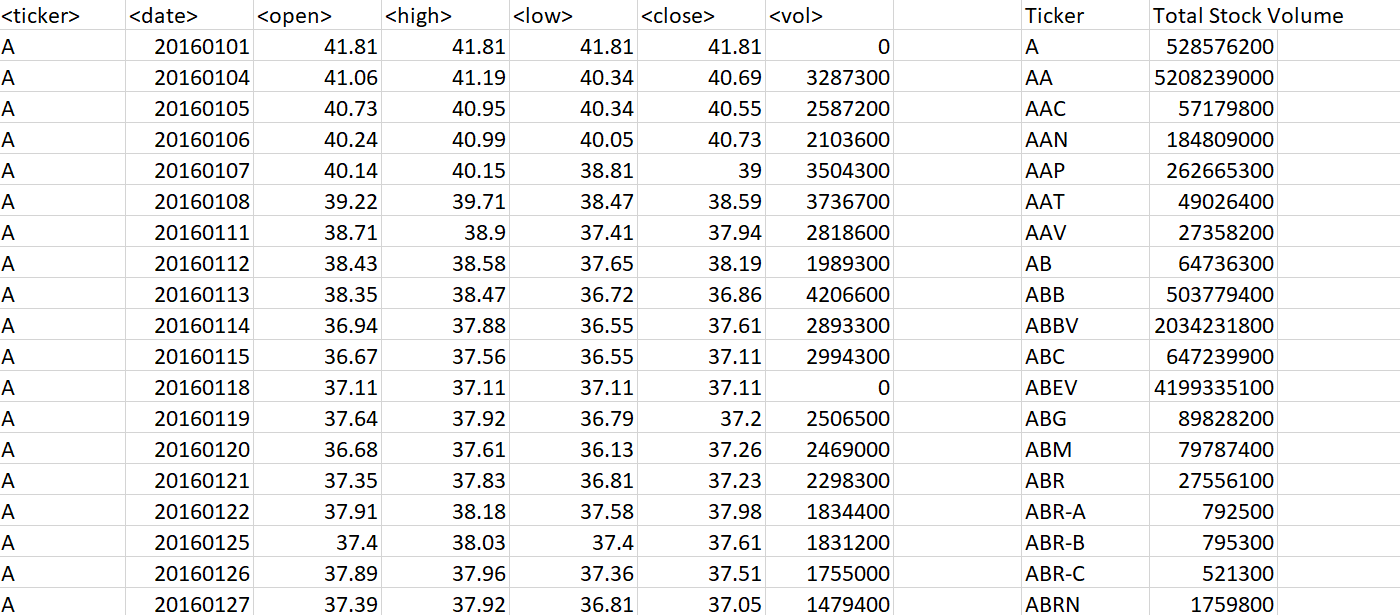 <ticker> <date> <open> <high> <low> <close> <vol> Ticker Total Stock Volume
A 20160101 41.81 41.81 41.81 41.81 0 A 528576200
A 20160104 41.06 41.19 40.34 40.69 3287300 AA 5208239000
A 20160105 40.73 40.95 40.34 40.55 2587200 AAC 57179800
A 20160106 40.24 40.99 40.05 40.73 2103600 AAN 184809000
A 20160107 40.14 40.15 38.81 39 3504300 AAP 262665300
A 20160108 39.22 39.71 38.47 38.59 3736700 AAT 49026400
A 20160111 38.71 38.9 37.41 37.94 2818600 AAV 27358200
A 20160112 38.43 38.58 37.65 38.19 1989300 AB 64736300
A 20160113 38.35 38.47 36.72 36.86 4206600 ABB 503779400
A 20160114 36.94 37.88 36.55 37.61 2893300 ABBV 2034231800
A 20160115 36.67 37.56 36.55 37.11 2994300 ABC 647239900
A 20160118 37.11 37.11 37.11 37.11 0 ABEV 4199335100
A 20160119 37.64 37.92 36.79 37.2 2506500 ABG 89828200
A 20160120 36.68 37.61 36.13 37.26 2469000 ABM 79787400
A 20160121 37.35 37.83 36.81 37.23 2298300 ABR 27556100
A 20160122 37.91 38.18 37.58 37.98 1834400 ABR-A 792500
A 20160125 37.4 38.03 37.4 37.61 1831200 ABR-B 795300
A 20160126 37.89 37.96 37.36 37.51 1755000 ABR-C 521300
A 20160127 37.39 37.92 36.81 37.05 1479400 ABRN 1759800